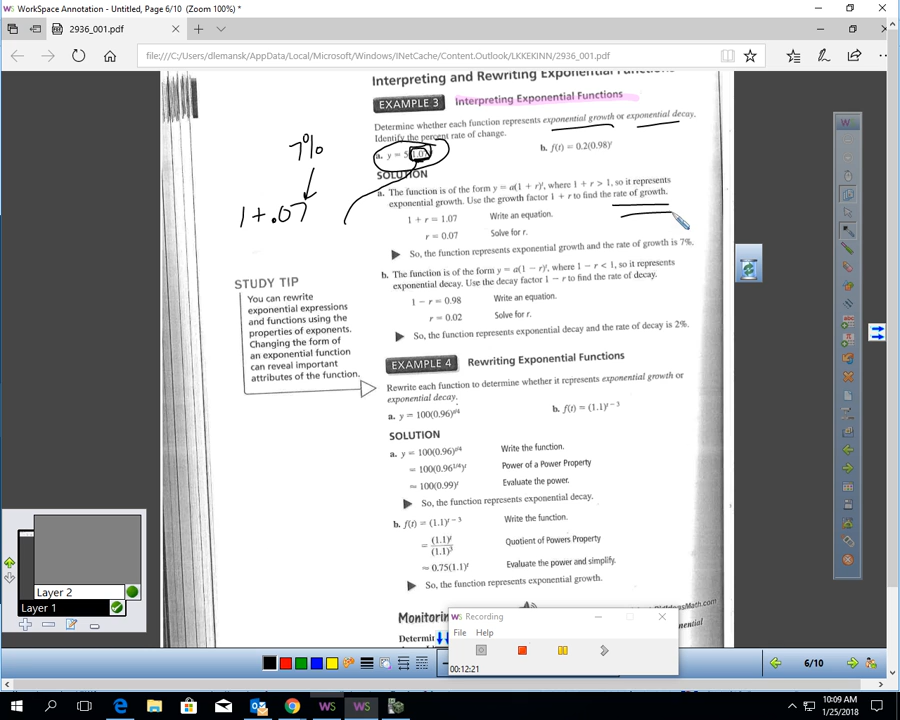 WorkSpace Annotation - Untitled, Page 6/10 (Zoom 100%) *
2936_001.pdf
file:///C:/Users/dlemansk/AppData/Local/Microsoft/Windows/INetCache/Content.Outlook/LKKEKINN/2936_001.pdf
Interpreting and Rewriting Exponential Functions
EXAMPLE 3 Interpreting Exponential Functions
Determine whether each function represents exponential growth or exponential decay.
Identify the percent rate of change.
a. y = 5(1.07
b. f(t) = 0.2(0.98)ᵗ
7%
1 + .07
SOLUTION
a. The function is of the form y = a(1 + r)ᵗ, where 1 + r > 1, so it represents
exponential growth. Use the growth factor 1 + r to find the rate of growth.
1 + r = 1.07 Write an equation.
r = 0.07 Solve for r.
So, the function represents exponential growth and the rate of growth is 7%.
b. The function is of the form y = a(1 − r)ᵗ, where 1 − r < 1, so it represents
exponential decay. Use the decay factor 1 − r to find the rate of decay.
1 − r = 0.98 Write an equation.
r = 0.02 Solve for r.
So, the function represents exponential decay and the rate of decay is 2%.
STUDY TIP
You can rewrite
exponential expressions
and functions using the
properties of exponents.
Changing the form of
an exponential function
can reveal important
attributes of the function.
EXAMPLE 4 Rewriting Exponential Functions
Rewrite each function to determine whether it represents exponential growth or
exponential decay.
a. y = 100(0.96)ᵗᐟ⁴
b. f(t) = (1.1)ᵗ⁻³
SOLUTION
a. y = 100(0.96)ᵗᐟ⁴ Write the function.
= 100(0.96¹ᐟ⁴)ᵗ Power of a Power Property
≈ 100(0.99)ᵗ Evaluate the power.
So, the function represents exponential decay.
b. f(t) = (1.1)ᵗ⁻³ Write the function.
= (1.1)ᵗ/(1.1)³ Quotient of Powers Property
≈ 0.75(1.1)ᵗ Evaluate the power and simplify.
So, the function represents exponential growth.
Layer 2
Layer 1
Recording
File Help
00:12:21
6/10
10:09 AM
1/25/2018